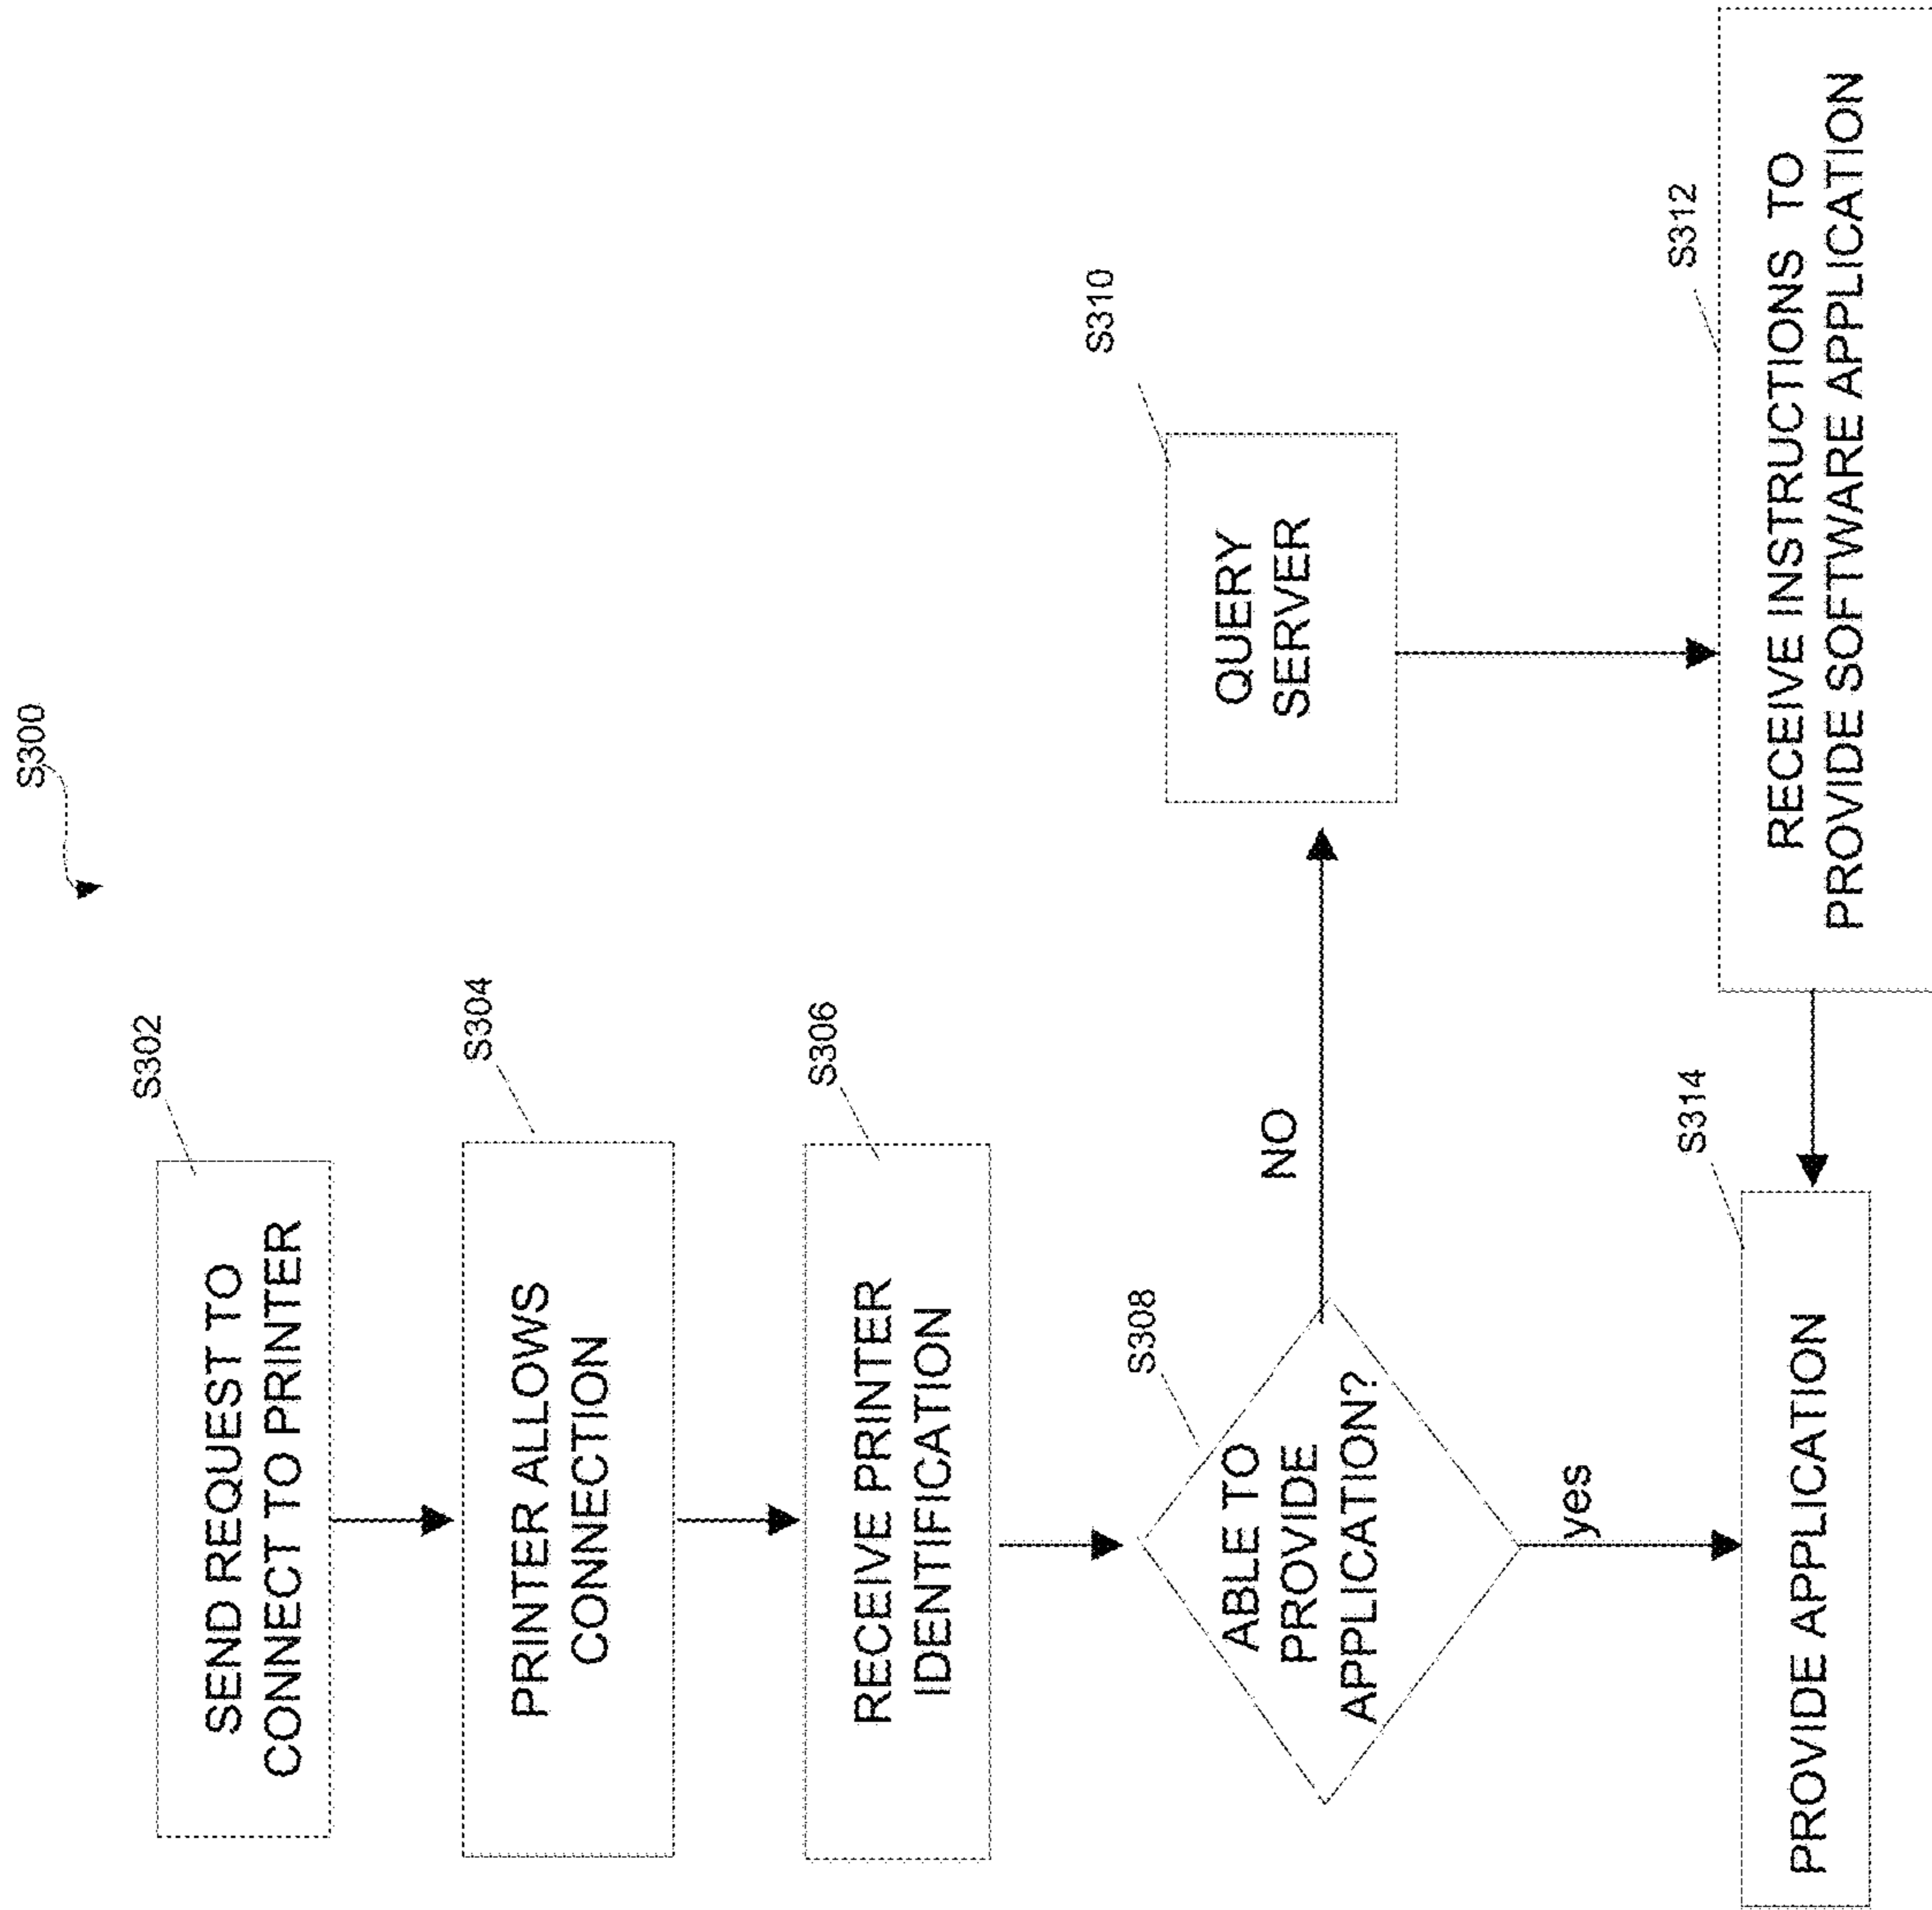 S300
S302
SEND REQUEST TO
CONNECT TO PRINTER
S304
PRINTER ALLOWS
CONNECTION
S306
RECEIVE PRINTER
IDENTIFICATION
S308
ABLE TO
PROVIDE
APPLICATION?
NO
S310
QUERY
SERVER
yes
S312
RECEIVE INSTRUCTIONS TO
PROVIDE SOFTWARE APPLICATION
S314
PROVIDE APPLICATION